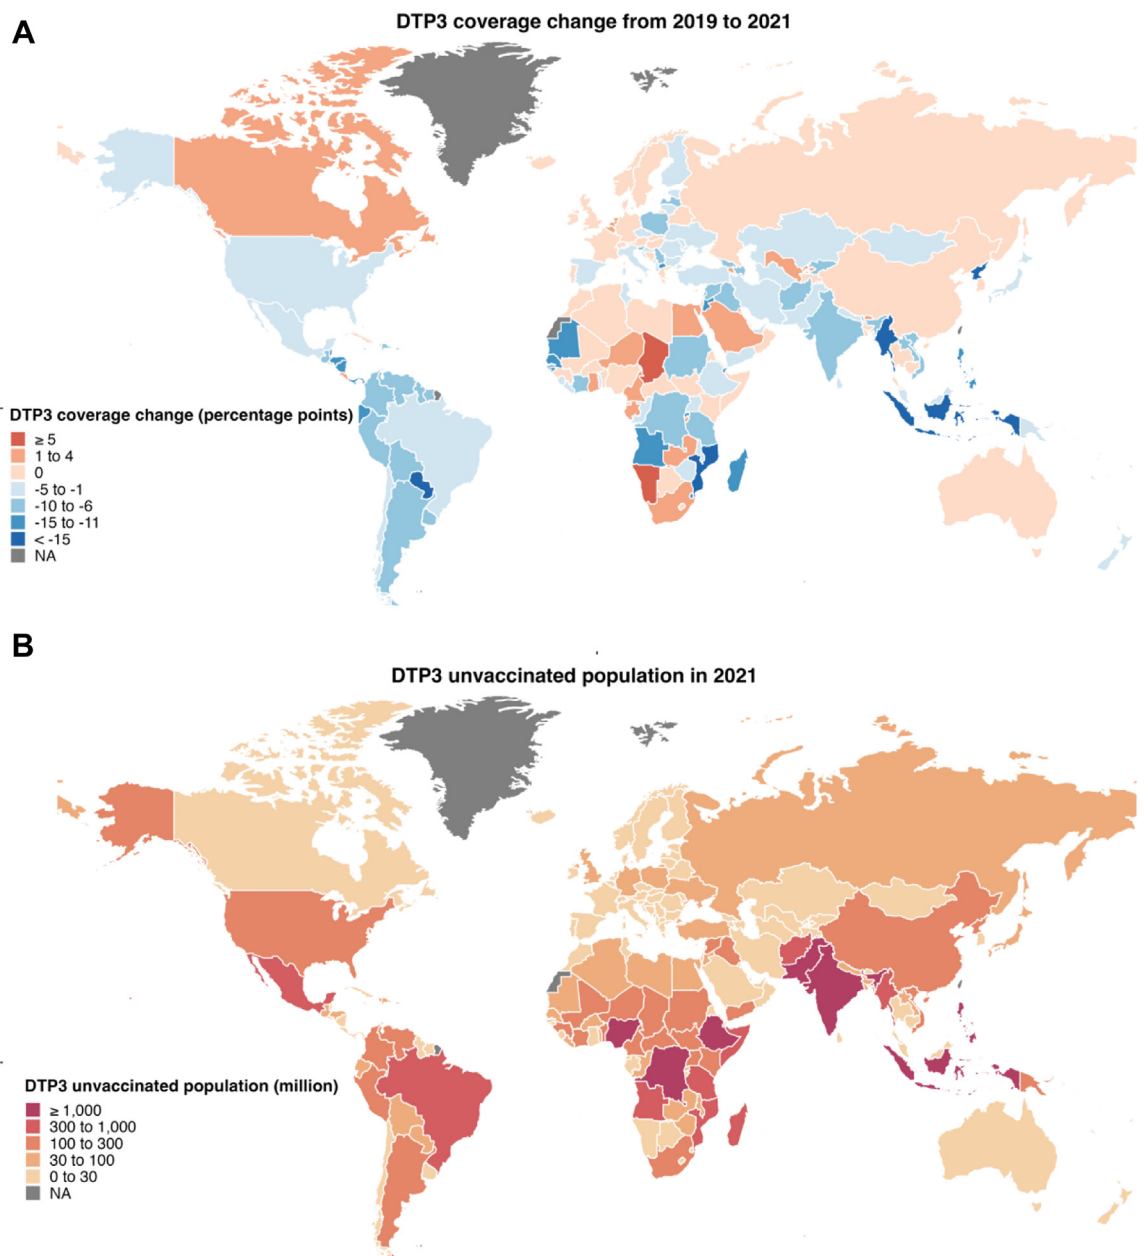 A
DTP3 coverage change from 2019 to 2021
DTP3 coverage change (percentage points)
≥ 5
1 to 4
0
-5 to -1
-10 to -6
-15 to -11
< -15
NA
B
DTP3 unvaccinated population in 2021
DTP3 unvaccinated population (million)
≥ 1,000
300 to 1,000
100 to 300
30 to 100
0 to 30
NA